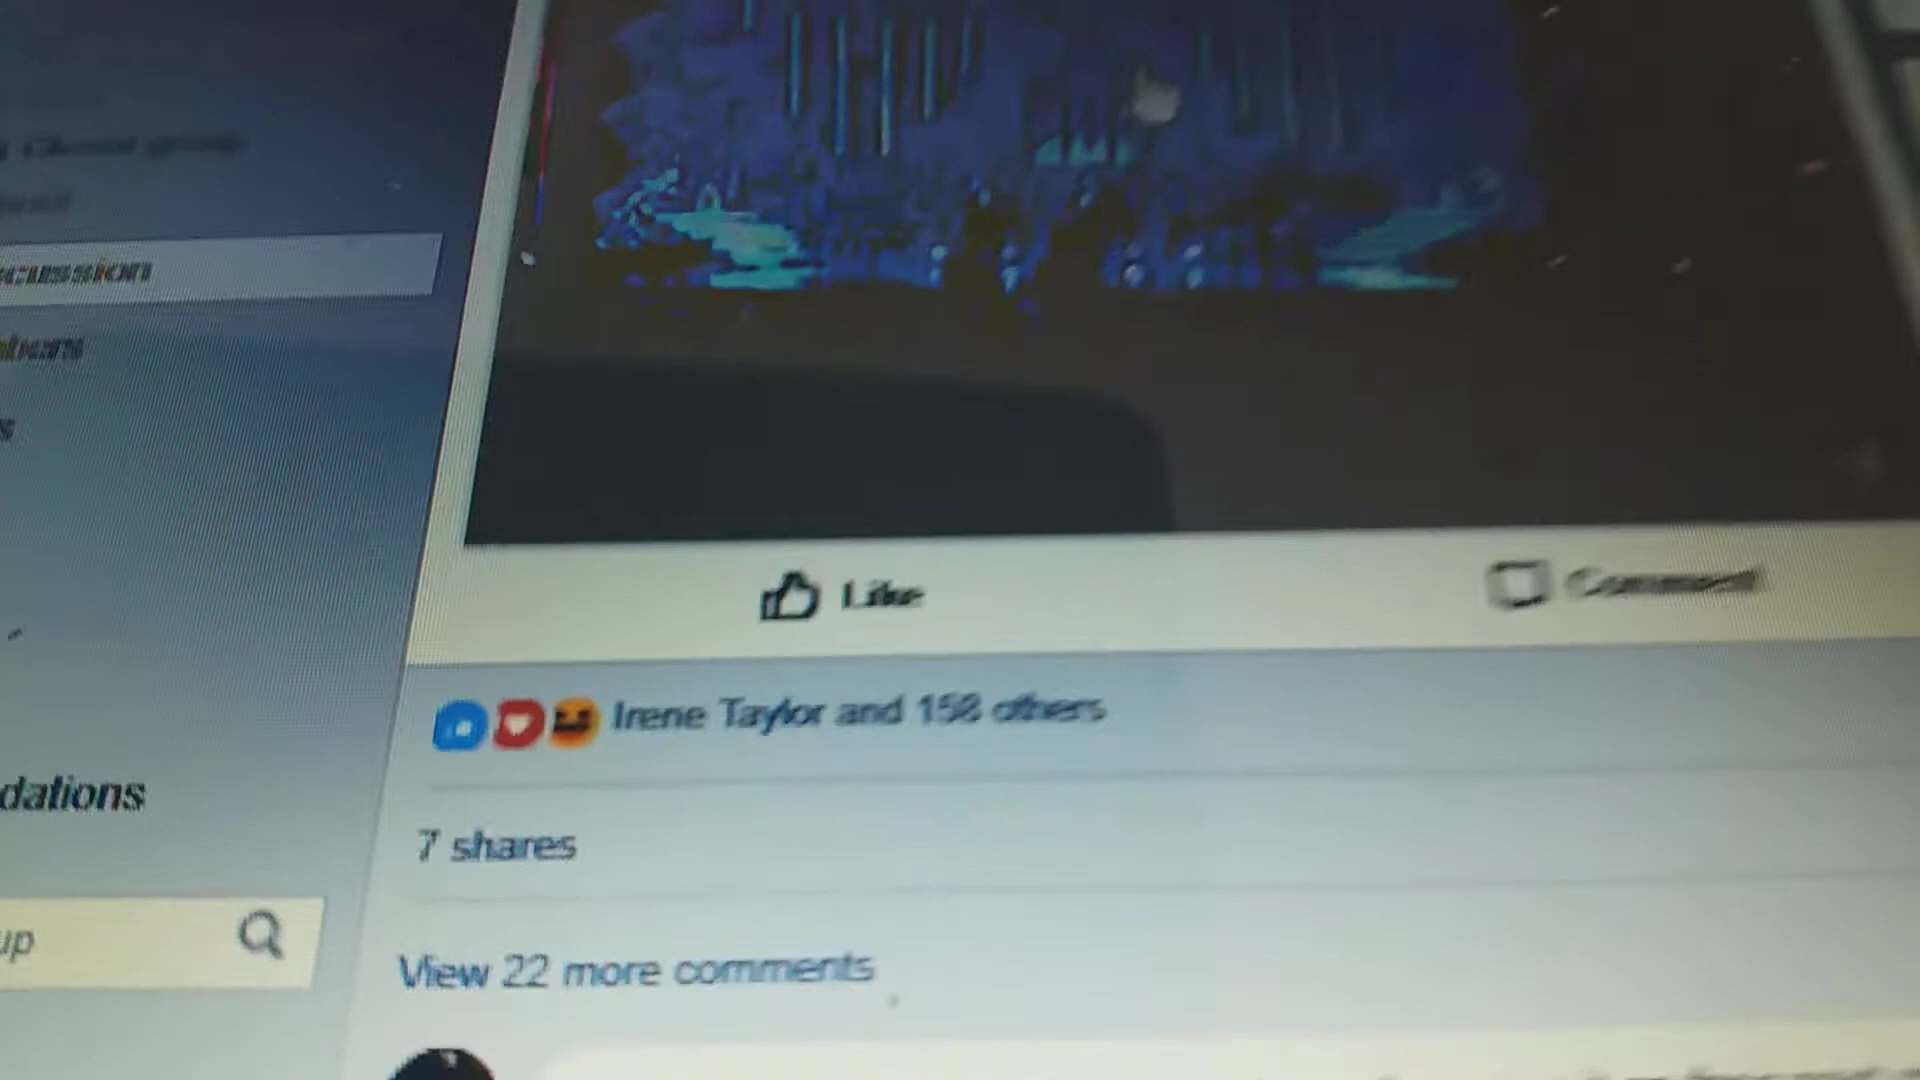 Closed group
cussion
s
Like
Comment
Irene Taylor and 158 others
dations
7 shares
up
View 22 more comments